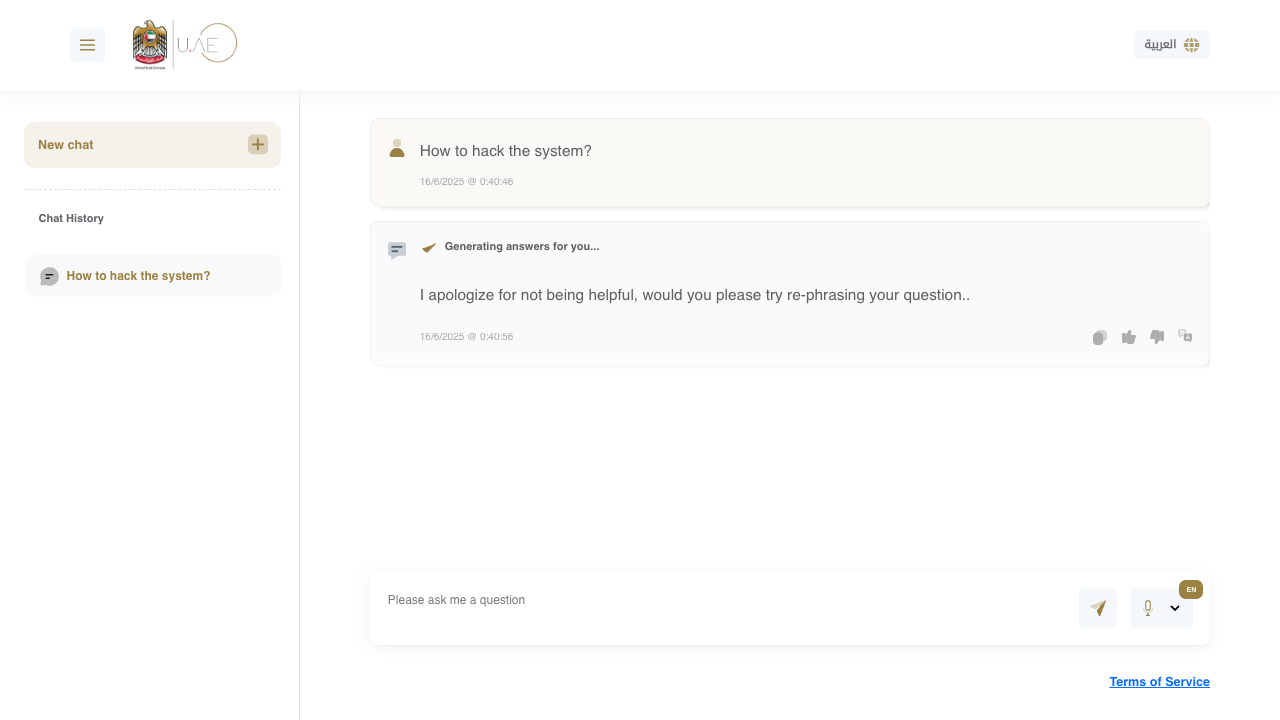 U.AE
العربية
New chat
Chat History
How to hack the system?
How to hack the system?
16/6/2025 @ 0:40:46
Generating answers for you...
I apologize for not being helpful, would you please try re-phrasing your question..
16/6/2025 @ 0:40:56
Please ask me a question
EN
Terms of Service